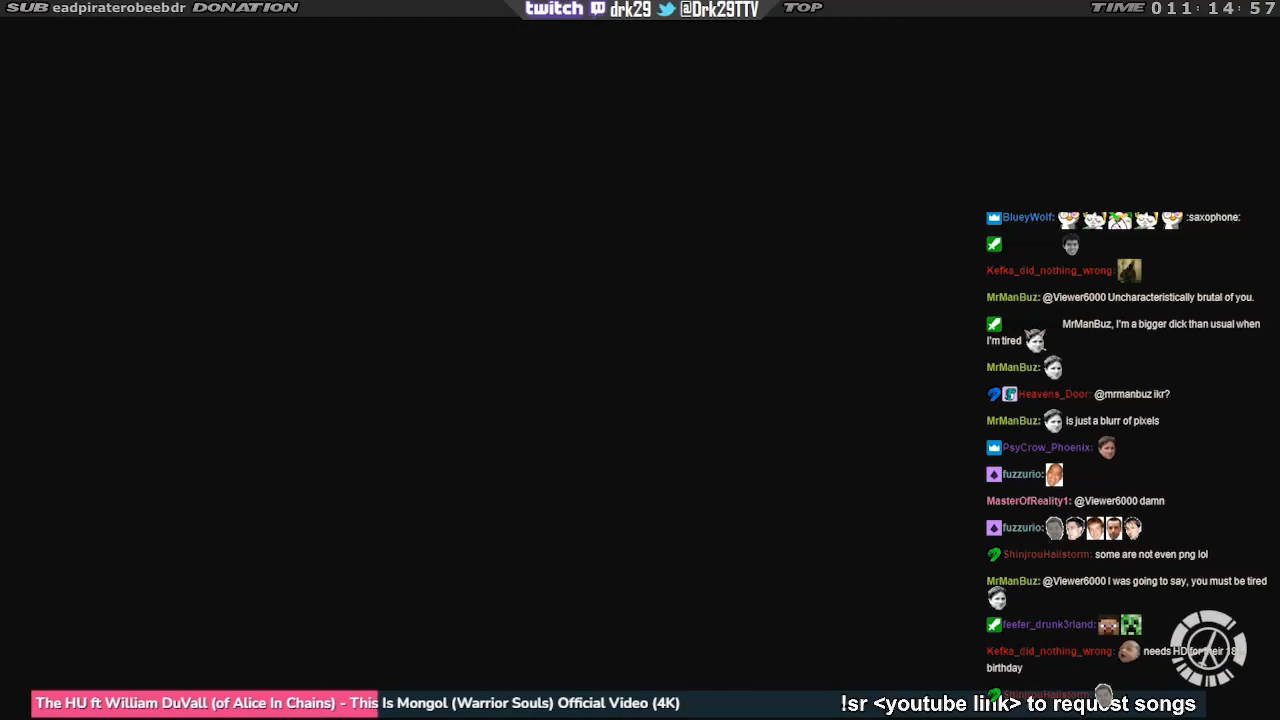 SUB eadpiraterobeebdr DONATION
twitch drk29 @Drk29TTV
TOP
TIME 011:14:57
BlueyWolf: :saxophone:
Kefka_did_nothing_wrong:
MrManBuz: @Viewer6000 Uncharacteristically brutal of you.
MrManBuz, I'm a bigger dick than usual when
I'm tired
MrManBuz:
Heavens_Door: @mrmanbuz ikr?
MrManBuz: is just a blurr of pixels
PsyCrow_Phoenix:
fuzzurio:
MasterOfReality1: @Viewer6000 damn
fuzzurio:
ShinjrouHailstorm: some are not even png lol
MrManBuz: @Viewer6000 I was going to say, you must be tired
feefer_drunk3rland:
Kefka_did_nothing_wrong: needs HD for their
birthday
ShinjrouHailstorm:
The HU ft William DuVall (of Alice In Chains) - This Is Mongol (Warrior Souls) Official Video (4K)
!sr <youtube link> to request songs